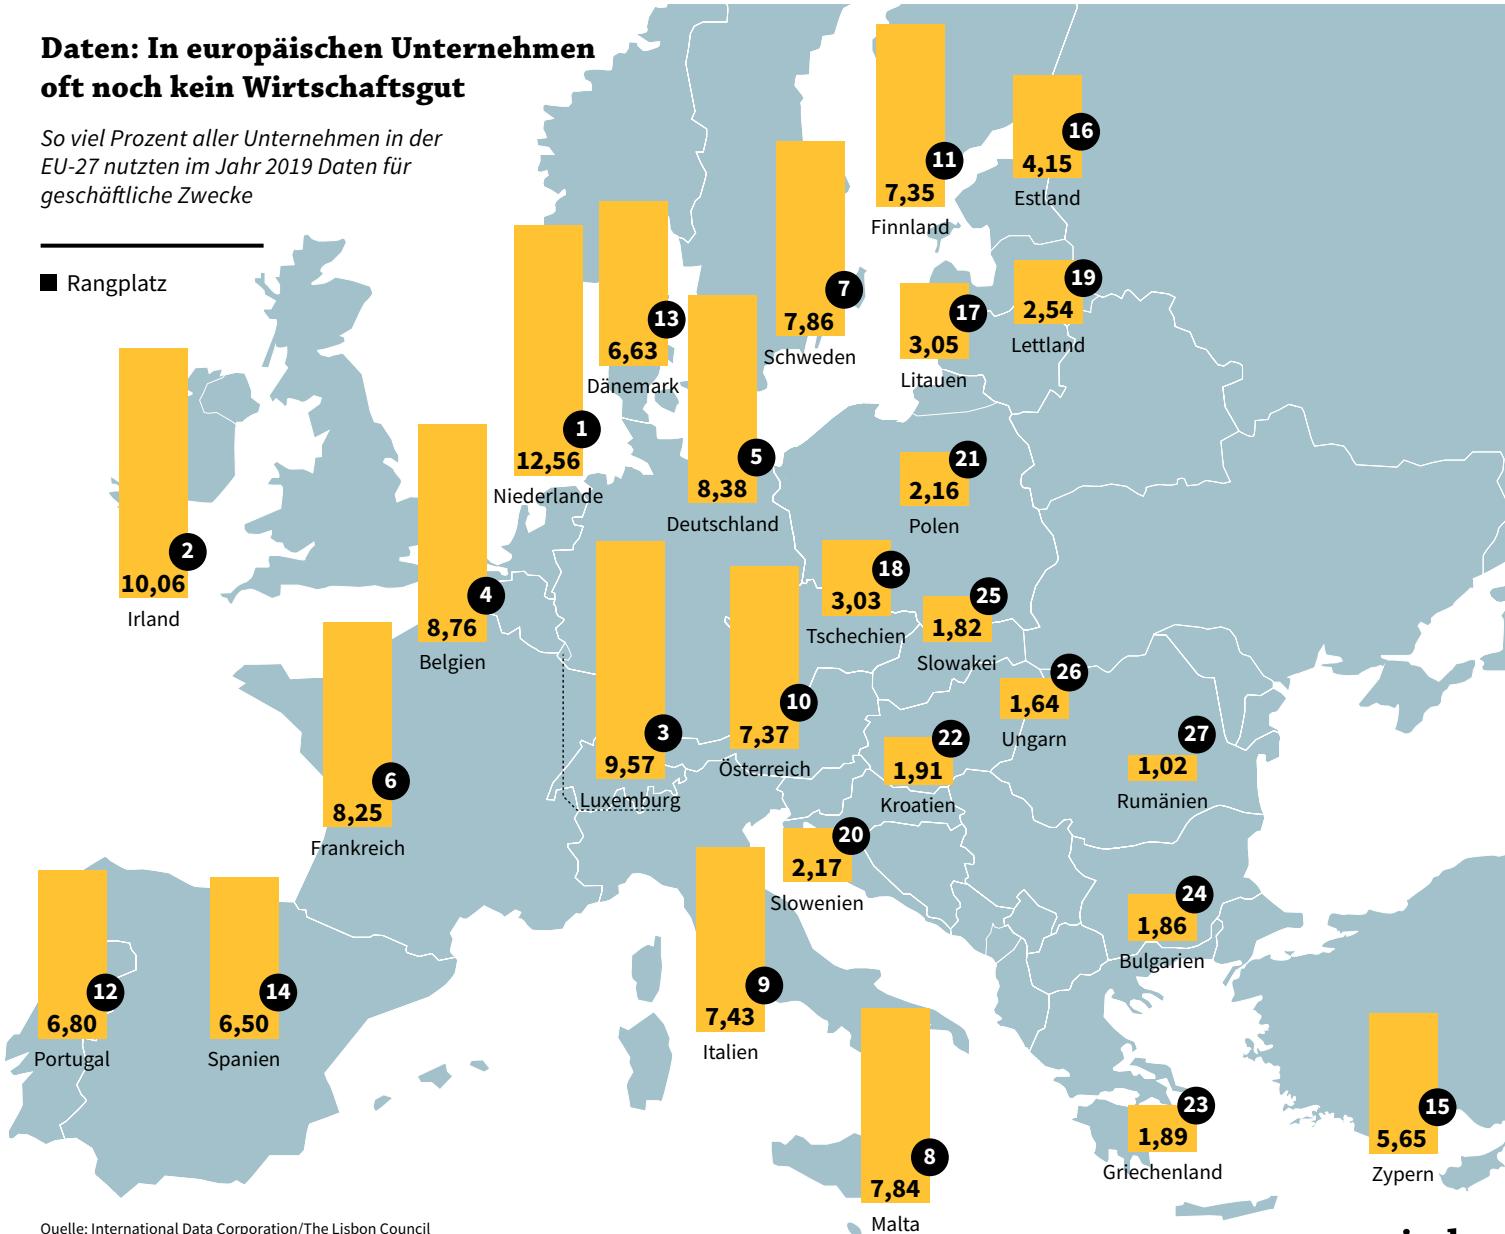 Daten: In europäischen Unternehmen
oft noch kein Wirtschaftsgut
So viel Prozent aller Unternehmen in der
EU-27 nutzten im Jahr 2019 Daten für
geschäftliche Zwecke
Rangplatz
11
7,35
Finnland
16
4,15
Estland
7
7,86
Schweden
19
2,54
Lettland
17
3,05
Litauen
13
6,63
Dänemark
1
12,56
Niederlande
5
8,38
Deutschland
21
2,16
Polen
2
10,06
Irland
4
8,76
Belgien
18
3,03
Tschechien
25
1,82
Slowakei
26
1,64
Ungarn
3
9,57
Luxemburg
10
7,37
Österreich
22
1,91
Kroatien
27
1,02
Rumänien
6
8,25
Frankreich
20
2,17
Slowenien
24
1,86
Bulgarien
12
6,80
Portugal
14
6,50
Spanien
9
7,43
Italien
8
7,84
Malta
23
1,89
Griechenland
15
5,65
Zypern
Quelle: International Data Corporation/The Lisbon Council